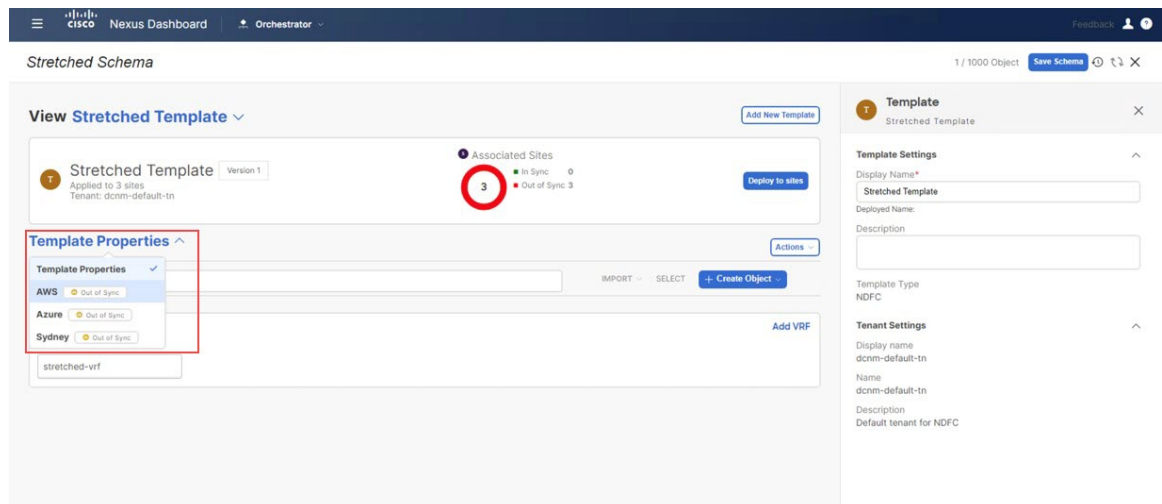 CISCO Nexus Dashboard Orchestrator Feedback
Stretched Schema 1 / 1000 Object Save Schema
View Stretched Template Add New Template
T Stretched Template Version 1
Applied to 3 sites
Tenant: dcnm-default-tn
Associated Sites
3
In Sync 0
Out of Sync 3
Deploy to sites
Template Properties Actions
Template Properties
AWS Out of Sync
Azure Out of Sync
Sydney Out of Sync
IMPORT SELECT + Create Object
Add VRF
stretched-vrf
T Template
Stretched Template
Template Settings
Display Name*
Stretched Template
Deployed Name:
Description
Template Type
NDFC
Tenant Settings
Display name
dcnm-default-tn
Name
dcnm-default-tn
Description
Default tenant for NDFC